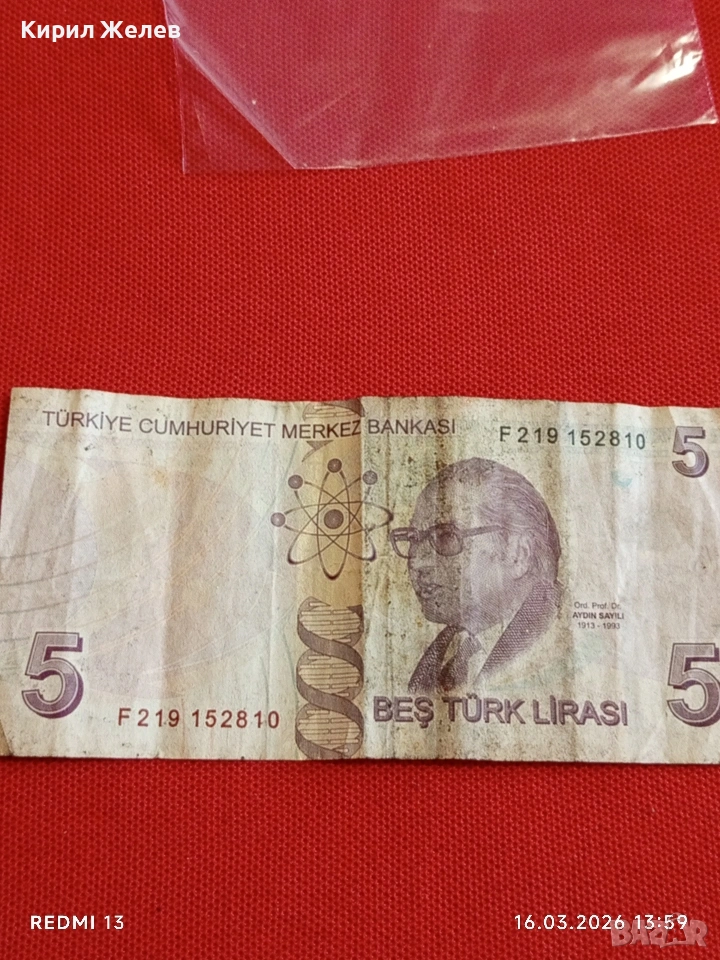 Кирил Желев
TÜRKİYE CUMHURİYET MERKEZ BANKASI
F219 152810
5
Ord. Prof. Dr.
AYDIN SAYILI
1913 - 1993
5
5
F219 152810
BEŞ TÜRK LİRASI
REDMI 13
16.03.2026 13:59
BAZAR